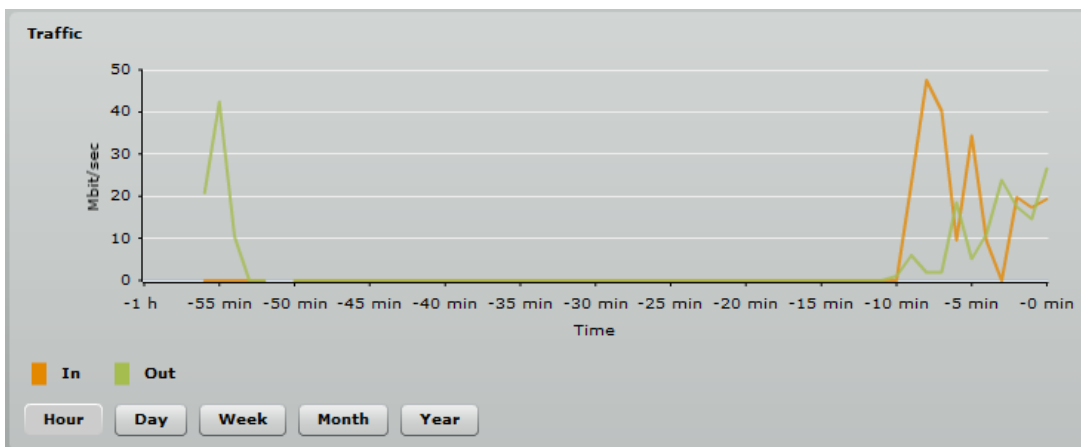 Traffic
50
40
30
20
10
0
Mbit/sec
-1 h -55 min -50 min -45 min -40 min -35 min -30 min -25 min -20 min -15 min -10 min -5 min -0 min
Time
In Out
Hour Day Week Month Year